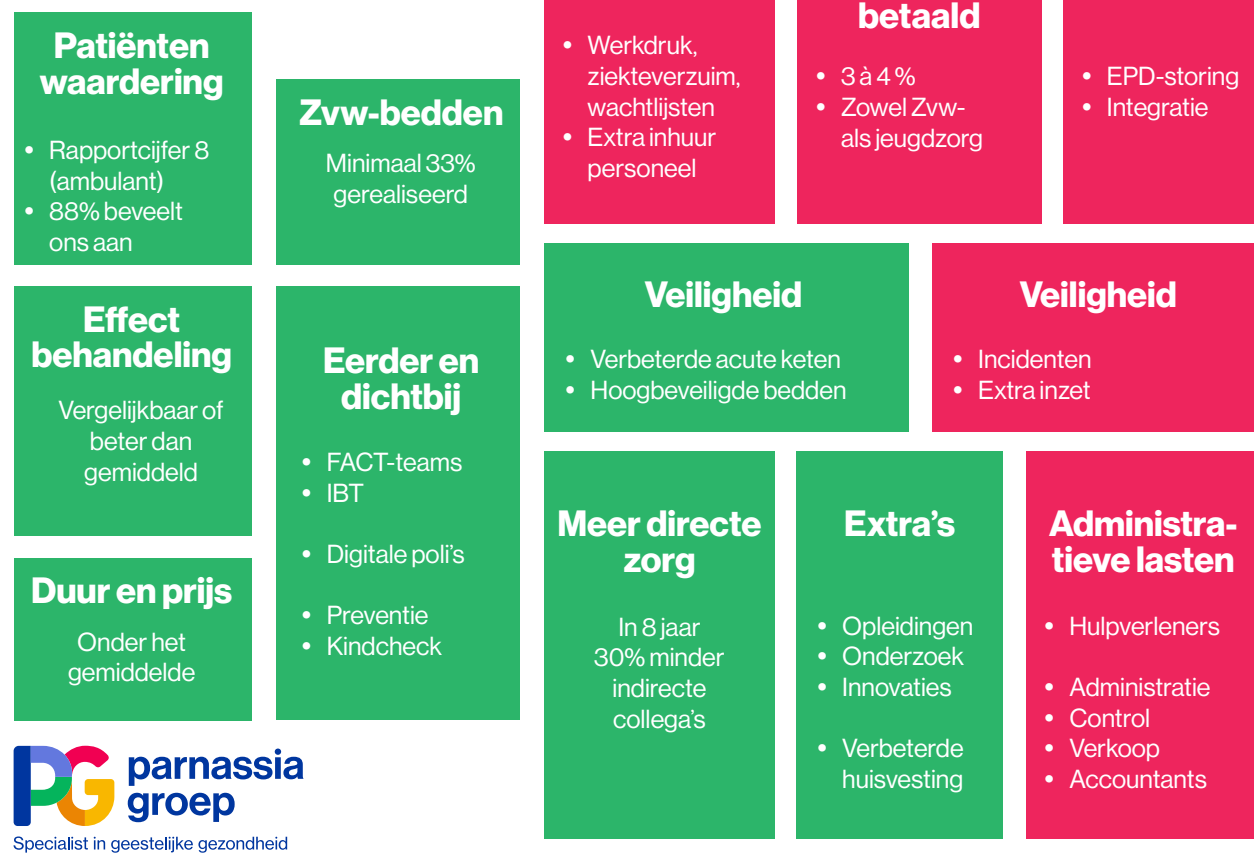 Patiënten
waardering
• Rapportcijfer 8
(ambulant)
• 88% beveelt
ons aan
Zvw-bedden
Minimaal 33%
gerealiseerd
• Werkdruk,
ziekteverzuim,
wachtlijsten
• Extra inhuur
personeel
betaald
• 3 à 4 %
• Zowel Zvw-
als jeugdzorg
• EPD-storing
• Integratie
Effect
behandeling
Vergelijkbaar of
beter dan
gemiddeld
Eerder en
dichtbij
• FACT-teams
• IBT
• Digitale poli's
• Preventie
• Kindcheck
Veiligheid
• Verbeterde acute keten
• Hoogbeveiligde bedden
Veiligheid
• Incidenten
• Extra inzet
Duur en prijs
Onder het
gemiddelde
Meer directe
zorg
In 8 jaar
30% minder
indirecte
collega's
Extra's
• Opleidingen
• Onderzoek
• Innovaties
• Verbeterde
huisvesting
Administra-
tieve lasten
• Hulpverleners
• Administratie
• Control
• Verkoop
• Accountants
PG
parnassia
groep
Specialist in geestelijke gezondheid